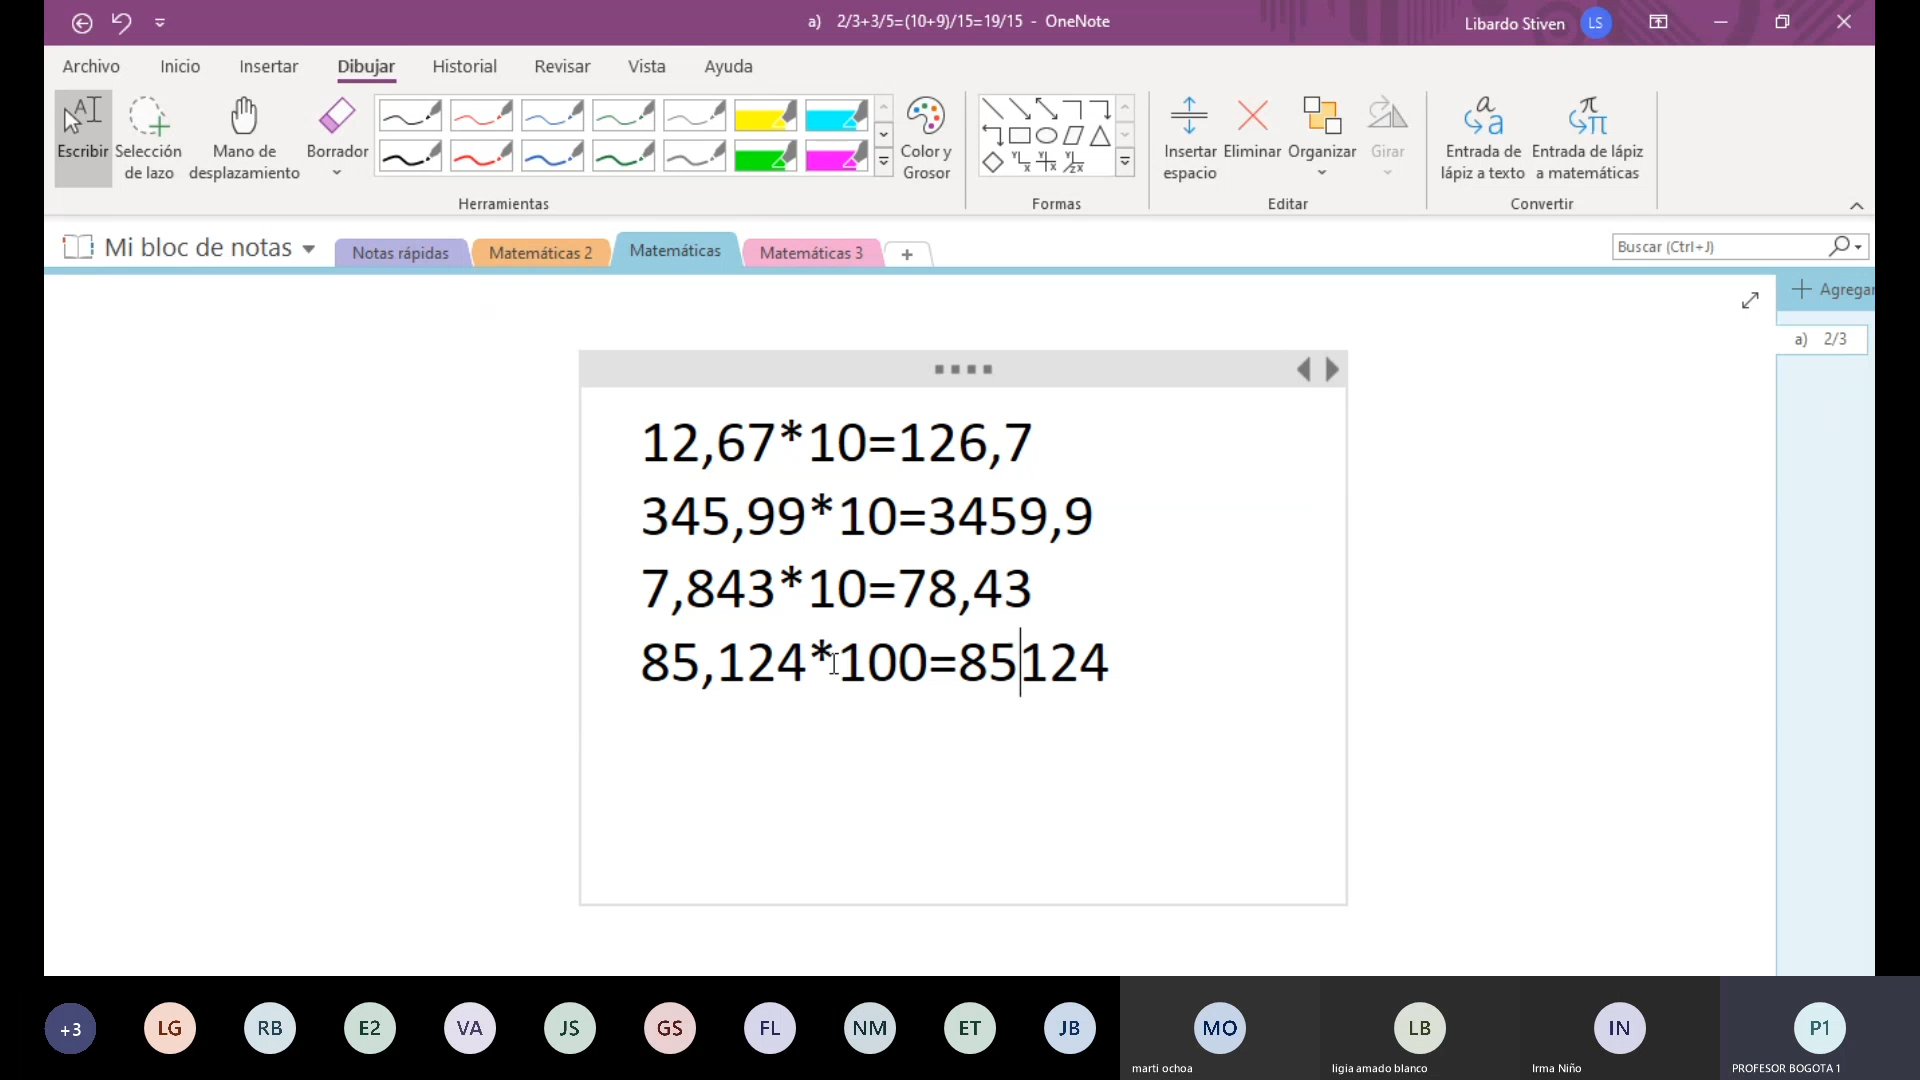 a) 2/3+3/5=(10+9)/15=19/15 - OneNote
Libardo Stiven LS
Archivo Inicio Insertar Dibujar Historial Revisar Vista Ayuda
Escribir
Selección
de lazo
Mano de
desplazamiento
Borrador
Color y
Grosor
Insertar
espacio
Eliminar
Organizar
Girar
Entrada de
lápiz a texto
Entrada de lápiz
a matemáticas
Herramientas Formas Editar Convertir
Mi bloc de notas
Notas rápidas Matemáticas 2 Matemáticas Matemáticas 3 +
Buscar (Ctrl+J)
Agregar
a) 2/3
12,67*10=126,7
345,99*10=3459,9
7,843*10=78,43
85,124*100=85124
+3 LG RB E2 VA JS GS FL NM ET JB MO LB IN P1
marti ochoa ligia amado blanco Irma Niño PROFESOR BOGOTA 1